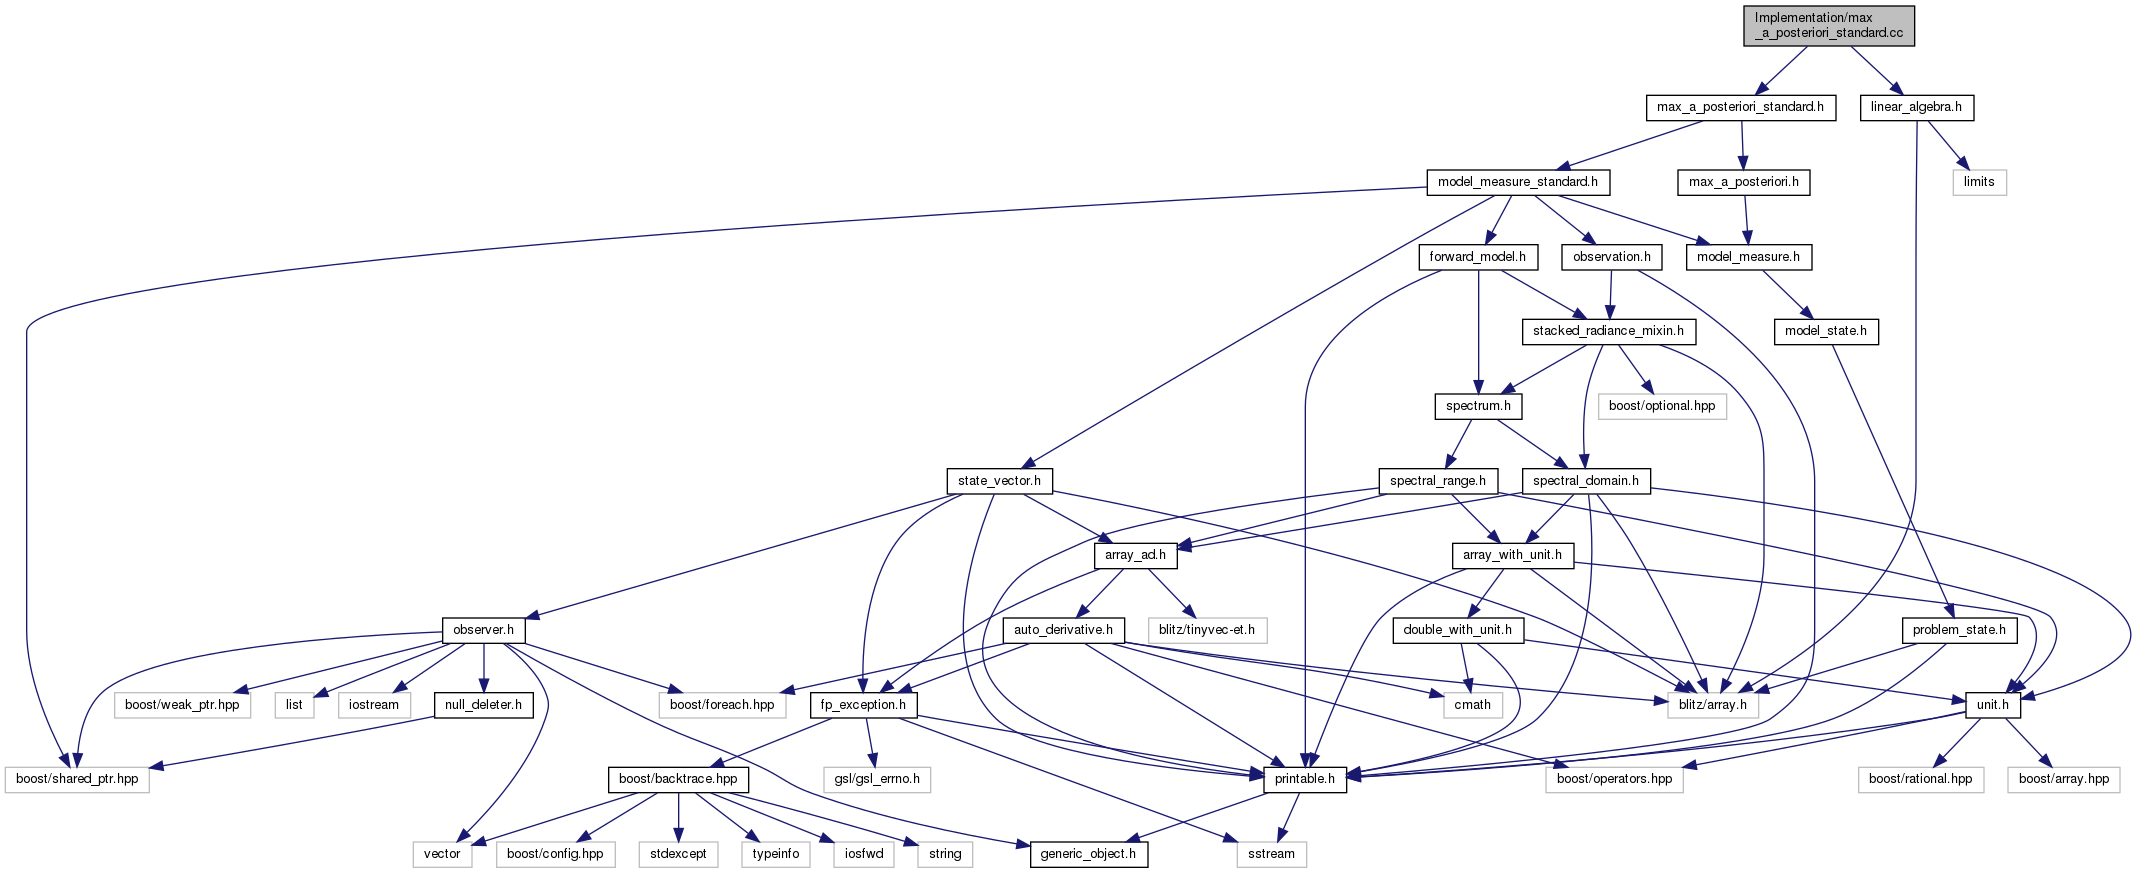 Implementation/max
_a_posteriori_standard.cc
max_a_posteriori_standard.h
linear_algebra.h
model_measure_standard.h
max_a_posteriori.h
limits
forward_model.h
observation.h
model_measure.h
stacked_radiance_mixin.h
model_state.h
spectrum.h
boost/optional.hpp
state_vector.h
spectral_range.h
spectral_domain.h
array_ad.h
array_with_unit.h
observer.h
auto_derivative.h
blitz/tinyvec-et.h
double_with_unit.h
problem_state.h
boost/weak_ptr.hpp
list
iostream
null_deleter.h
boost/foreach.hpp
fp_exception.h
cmath
blitz/array.h
unit.h
boost/shared_ptr.hpp
boost/backtrace.hpp
gsl/gsl_errno.h
printable.h
boost/operators.hpp
boost/rational.hpp
boost/array.hpp
vector
boost/config.hpp
stdexcept
typeinfo
iosfwd
string
generic_object.h
sstream